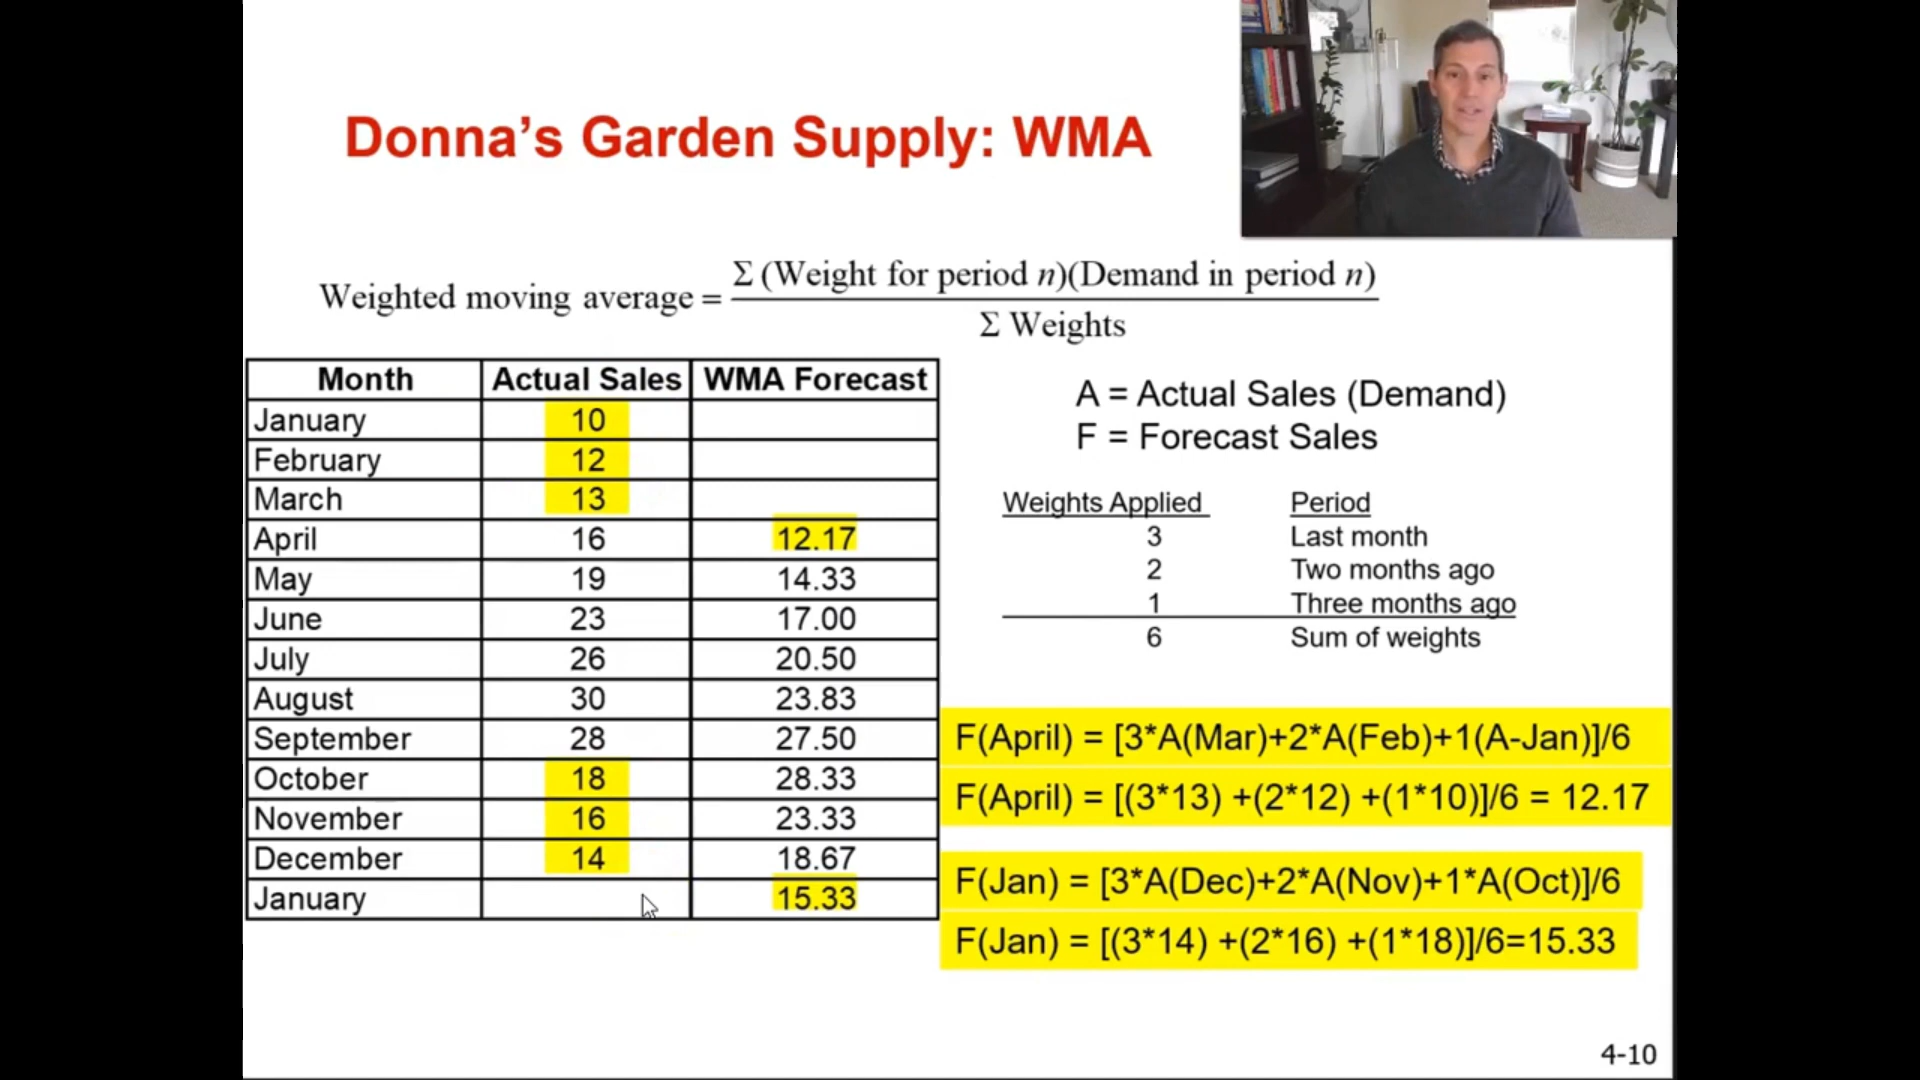 Donna’s Garden Supply: WMA
Weighted moving average = Σ (Weight for period n)(Demand in period n)
Σ Weights
Month Actual Sales WMA Forecast
January 10
February 12
March 13
April 16 12.17
May 19 14.33
June 23 17.00
July 26 20.50
August 30 23.83
September 28 27.50
October 18 28.33
November 16 23.33
December 14 18.67
January 15.33
A = Actual Sales (Demand)
F = Forecast Sales
Weights Applied Period
3 Last month
2 Two months ago
1 Three months ago
6 Sum of weights
F(April) = [3*A(Mar)+2*A(Feb)+1(A-Jan)]/6
F(April) = [(3*13) +(2*12) +(1*10)]/6 = 12.17
F(Jan) = [3*A(Dec)+2*A(Nov)+1*A(Oct)]/6
F(Jan) = [(3*14) +(2*16) +(1*18)]/6=15.33
4-10